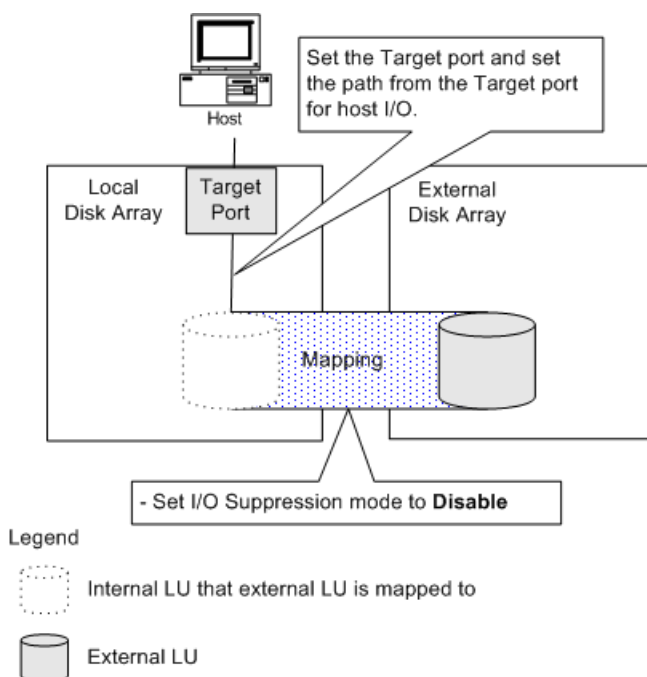 Set the Target port and set
the path from the Target port
for host I/O.
Host
Local
Disk Array
Target
Port
External
Disk Array
Mapping
- Set I/O Suppression mode to Disable
Legend
Internal LU that external LU is mapped to
External LU